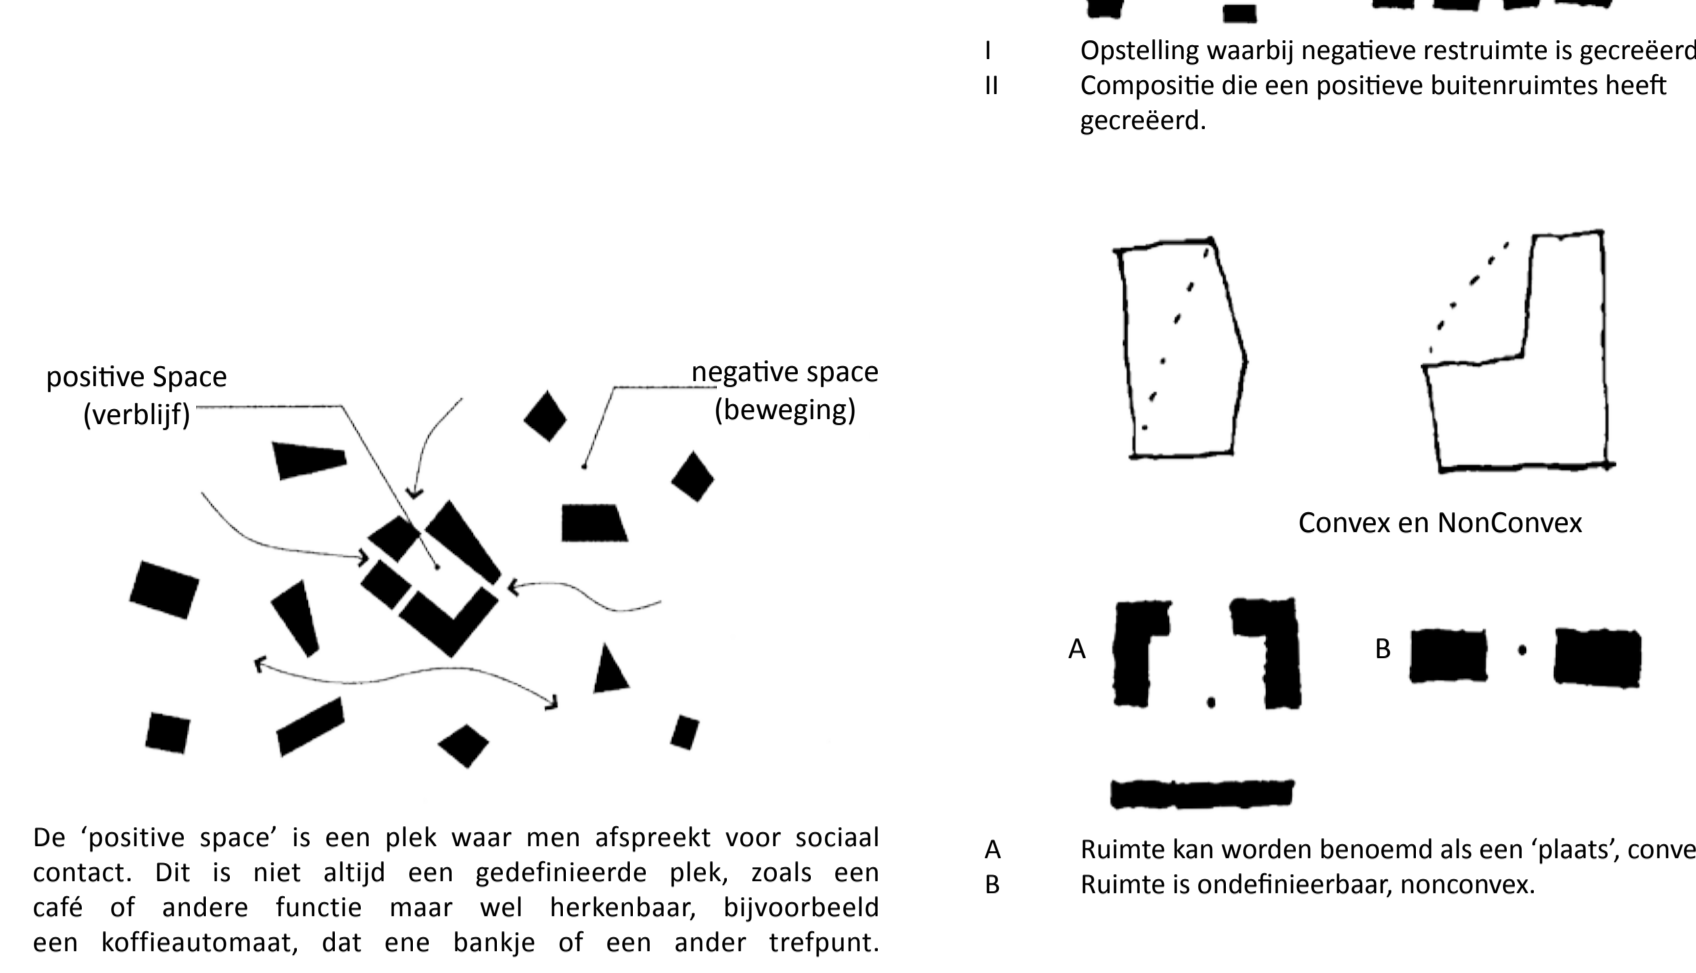 positive Space
(verblijf)
negative space
(beweging)
De ‘positive space’ is een plek waar men afspreekt voor sociaal
contact. Dit is niet altijd een gedefinieerde plek, zoals een
café of andere functie maar wel herkenbaar, bijvoorbeeld
een koffieautomaat, dat ene bankje of een ander trefpunt.
I Opstelling waarbij negatieve restruimte is gecreëerd
II Compositie die een positieve buitenruimtes heeft
gecreëerd.
Convex en NonConvex
A
B
A Ruimte kan worden benoemd als een ‘plaats’, conve
B Ruimte is ondefinieerbaar, nonconvex.